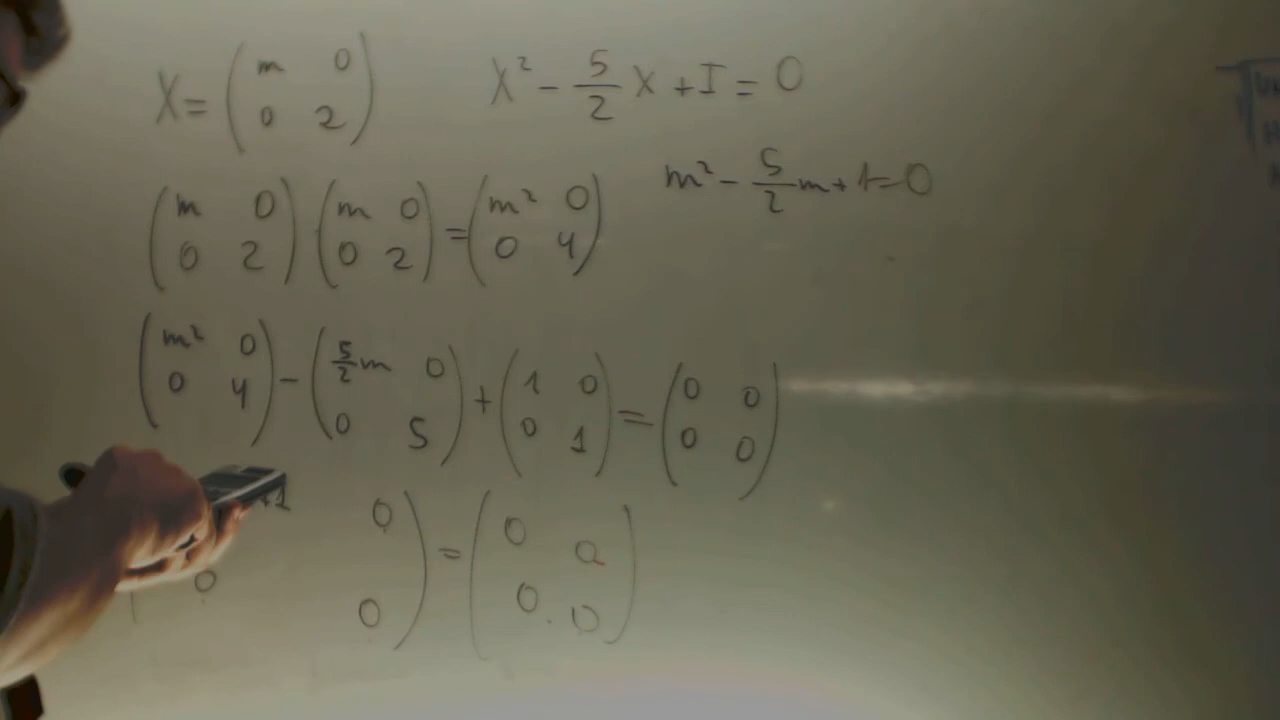 X = ( m 0 ; 0 2 ) X² - 5/2 X + I = 0
m² - 5/2 m + 1 = 0
( m 0 ; 0 2 ) · ( m 0 ; 0 2 ) = ( m² 0 ; 0 4 )
( m² 0 ; 0 4 ) - ( 5/2 m 0 ; 0 5 ) + ( 1 0 ; 0 1 ) = ( 0 0 ; 0 0 )
+1 0 ; 0 0 ) = ( 0 0 ; 0 0 )